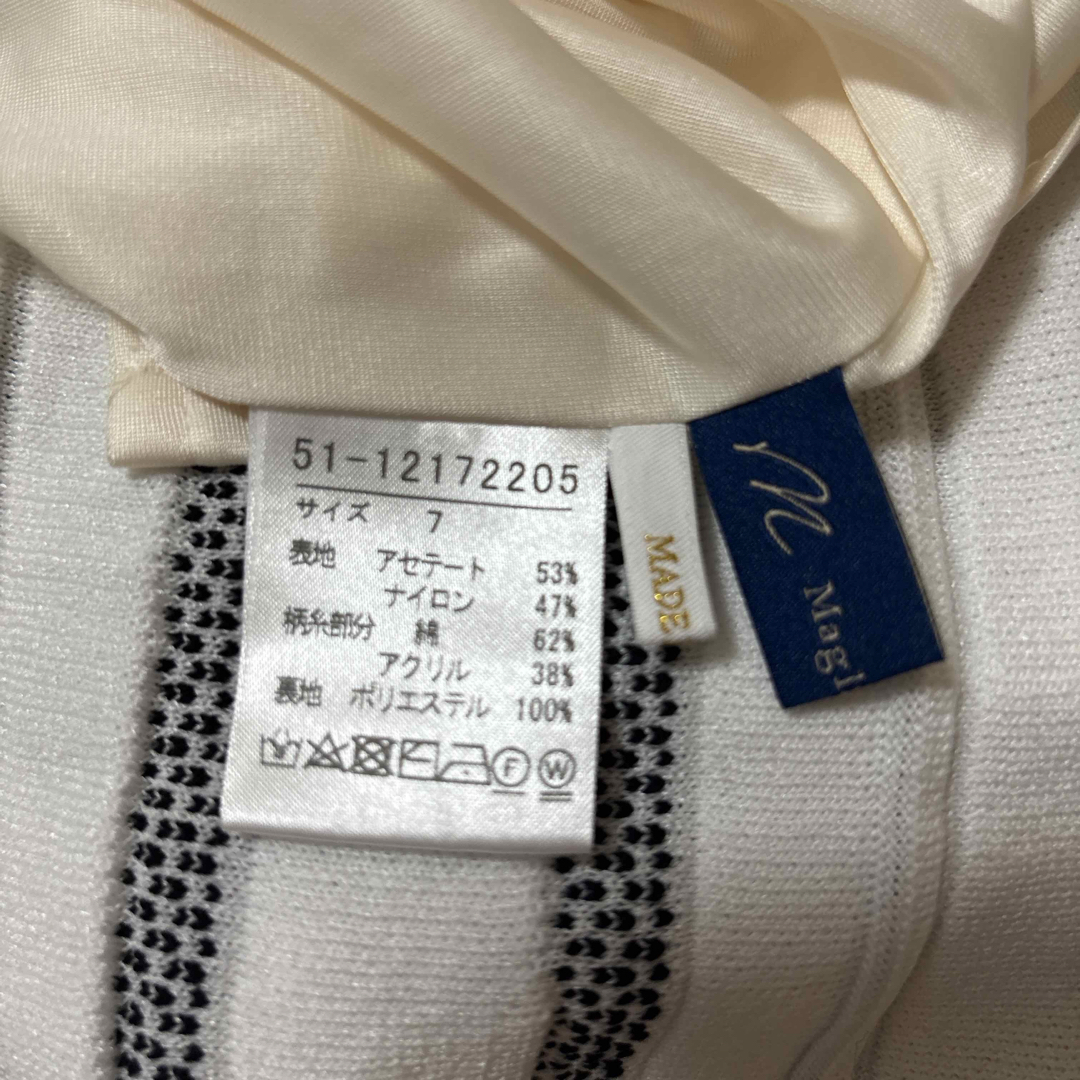 51-12172205
サイズ 7
表地 アセテート 53%
ナイロン 47%
柄糸部分 綿 62%
アクリル 38%
裏地 ポリエステル 100%
F W
MADE
m
Magl